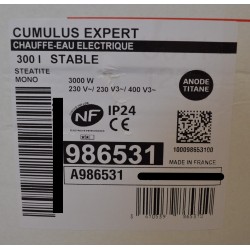 CUMULUS EXPERT
CHAUFFE-EAU ELECTRIQUE
300 l STABLE
STEATITE
MONO
3000 W
230 V~/ 230 V3~/ 400 V3~
ANODE
TITANE
NF
IP24
CE
986531
A986531
MADE IN FRANCE